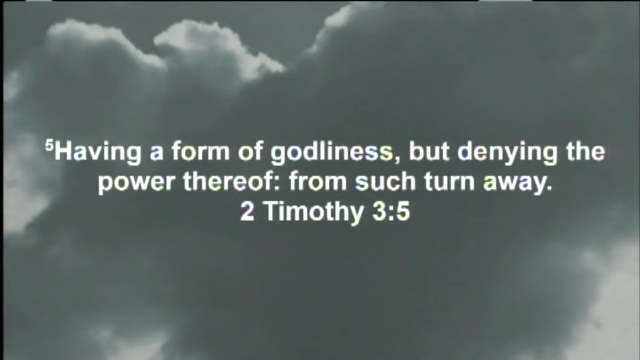 ⁵Having a form of godliness, but denying the
power thereof: from such turn away.
2 Timothy 3:5